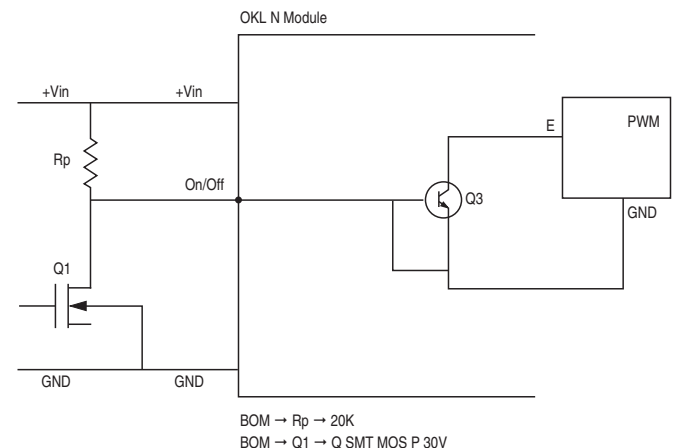 OKL N Module
+Vin +Vin
PWM
E
Rp
On/Off
Q3
GND
Q1
GND GND
BOM → Rp → 20K
BOM → Q1 → Q SMT MOS P 30V